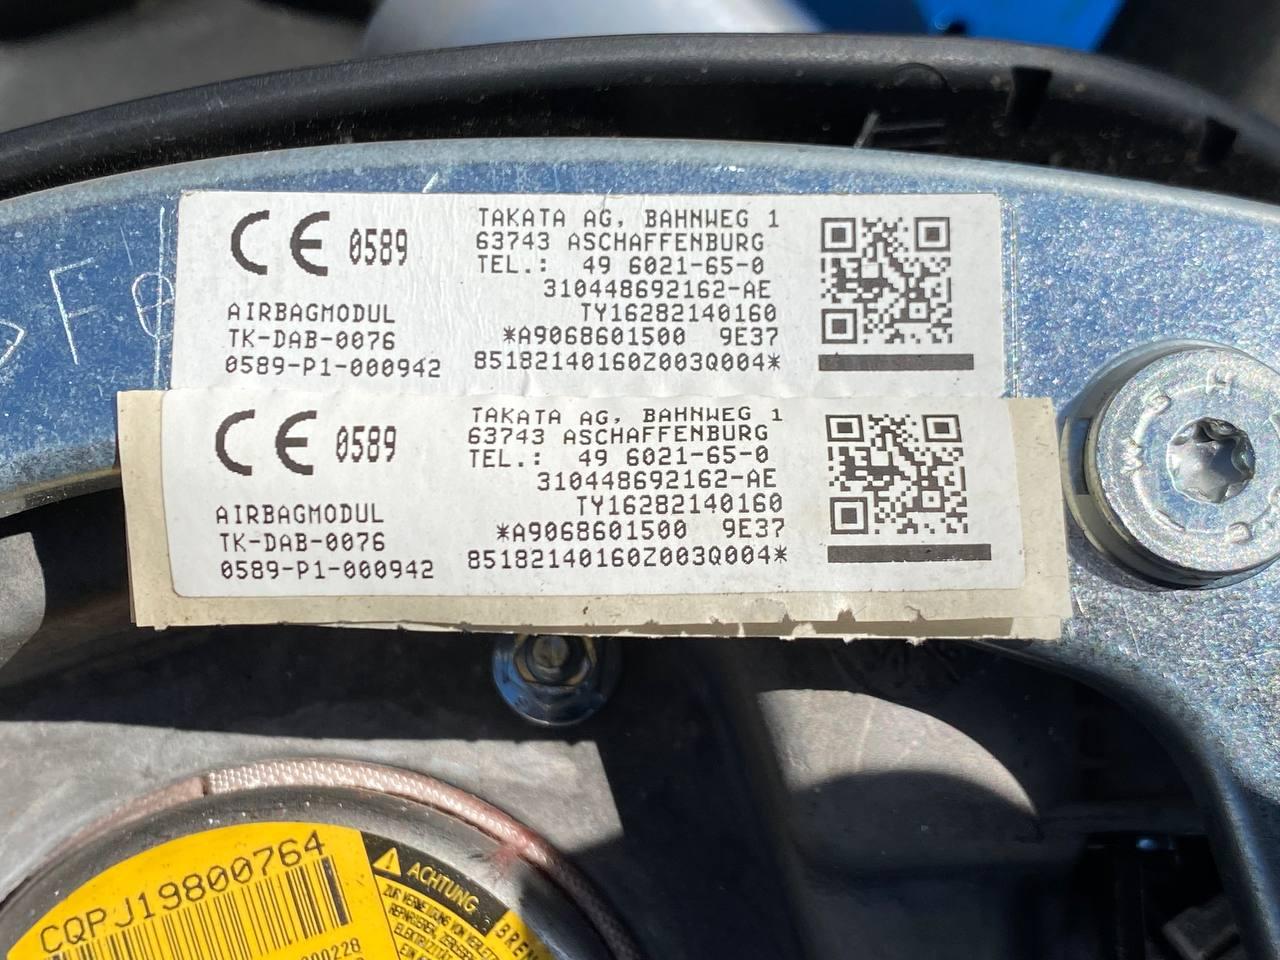 CE 0589
TAKATA AG, BAHNWEG 1
63743 ASCHAFFENBURG
TEL.: 49 6021-65-0
310448692162-AE
AIRBAGMODUL
TY16282140160
TK-DAB-0076
*A9068601500 9E37
0589-P1-000942
85182140160Z003Q004*
CE 0589
TAKATA AG, BAHNWEG 1
63743 ASCHAFFENBURG
TEL.: 49 6021-65-0
310448692162-AE
AIRBAGMODUL
TY16282140160
TK-DAB-0076
*A9068601500 9E37
0589-P1-000942
85182140160Z003Q004*
CQPJ19800764
ACHTUNG